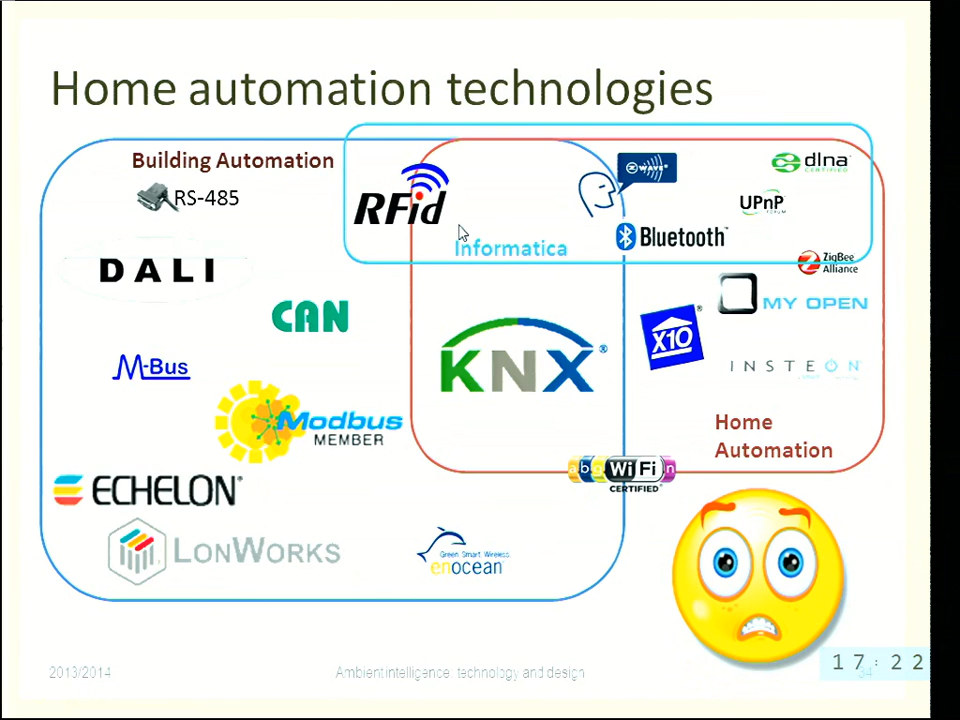 Home automation technologies
Building Automation
RS-485
RFid
Z WAVE
dlna
CERTIFIED
UPnP
FORUM
Bluetooth
Informatica
DALI
ZigBee
Alliance
MY OPEN
CAN
KNX®
X10®
INSTEON
M-Bus
Modbus
MEMBER
Home
Automation
ECHELON®
a b g WiFi n
CERTIFIED
LONWORKS
Green Smart Wireless
enocean
17:22
2013/2014
Ambient intelligence: technology and design
34